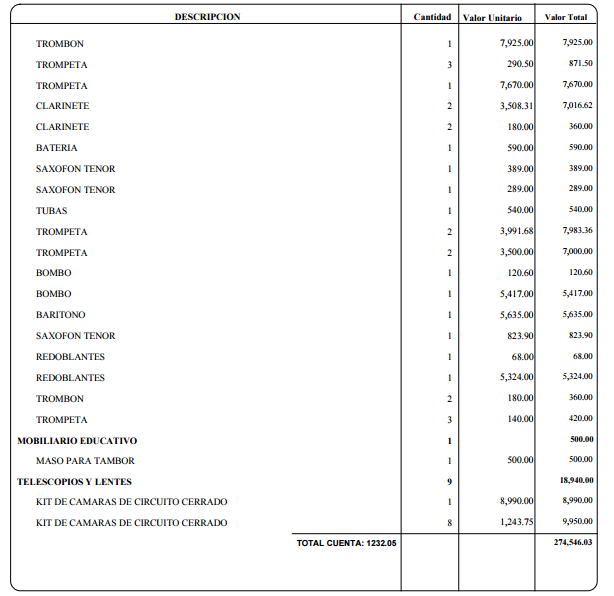 DESCRIPCION Cantidad Valor Unitario Valor Total
TROMBON 1 7,925.00 7,925.00
TROMPETA 3 290.50 871.50
TROMPETA 1 7,670.00 7,670.00
CLARINETE 2 3,508.31 7,016.62
CLARINETE 2 180.00 360.00
BATERIA 1 590.00 590.00
SAXOFON TENOR 1 389.00 389.00
SAXOFON TENOR 1 289.00 289.00
TUBAS 1 540.00 540.00
TROMPETA 2 3,991.68 7,983.36
TROMPETA 2 3,500.00 7,000.00
BOMBO 1 120.60 120.60
BOMBO 1 5,417.00 5,417.00
BARITONO 1 5,635.00 5,635.00
SAXOFON TENOR 1 823.90 823.90
REDOBLANTES 1 68.00 68.00
REDOBLANTES 1 5,324.00 5,324.00
TROMBON 2 180.00 360.00
TROMPETA 3 140.00 420.00
MOBILIARIO EDUCATIVO 1 500.00
MASO PARA TAMBOR 1 500.00 500.00
TELESCOPIOS Y LENTES 9 18,940.00
KIT DE CAMARAS DE CIRCUITO CERRADO 1 8,990.00 8,990.00
KIT DE CAMARAS DE CIRCUITO CERRADO 8 1,243.75 9,950.00
TOTAL CUENTA: 1232.05 274,546.03